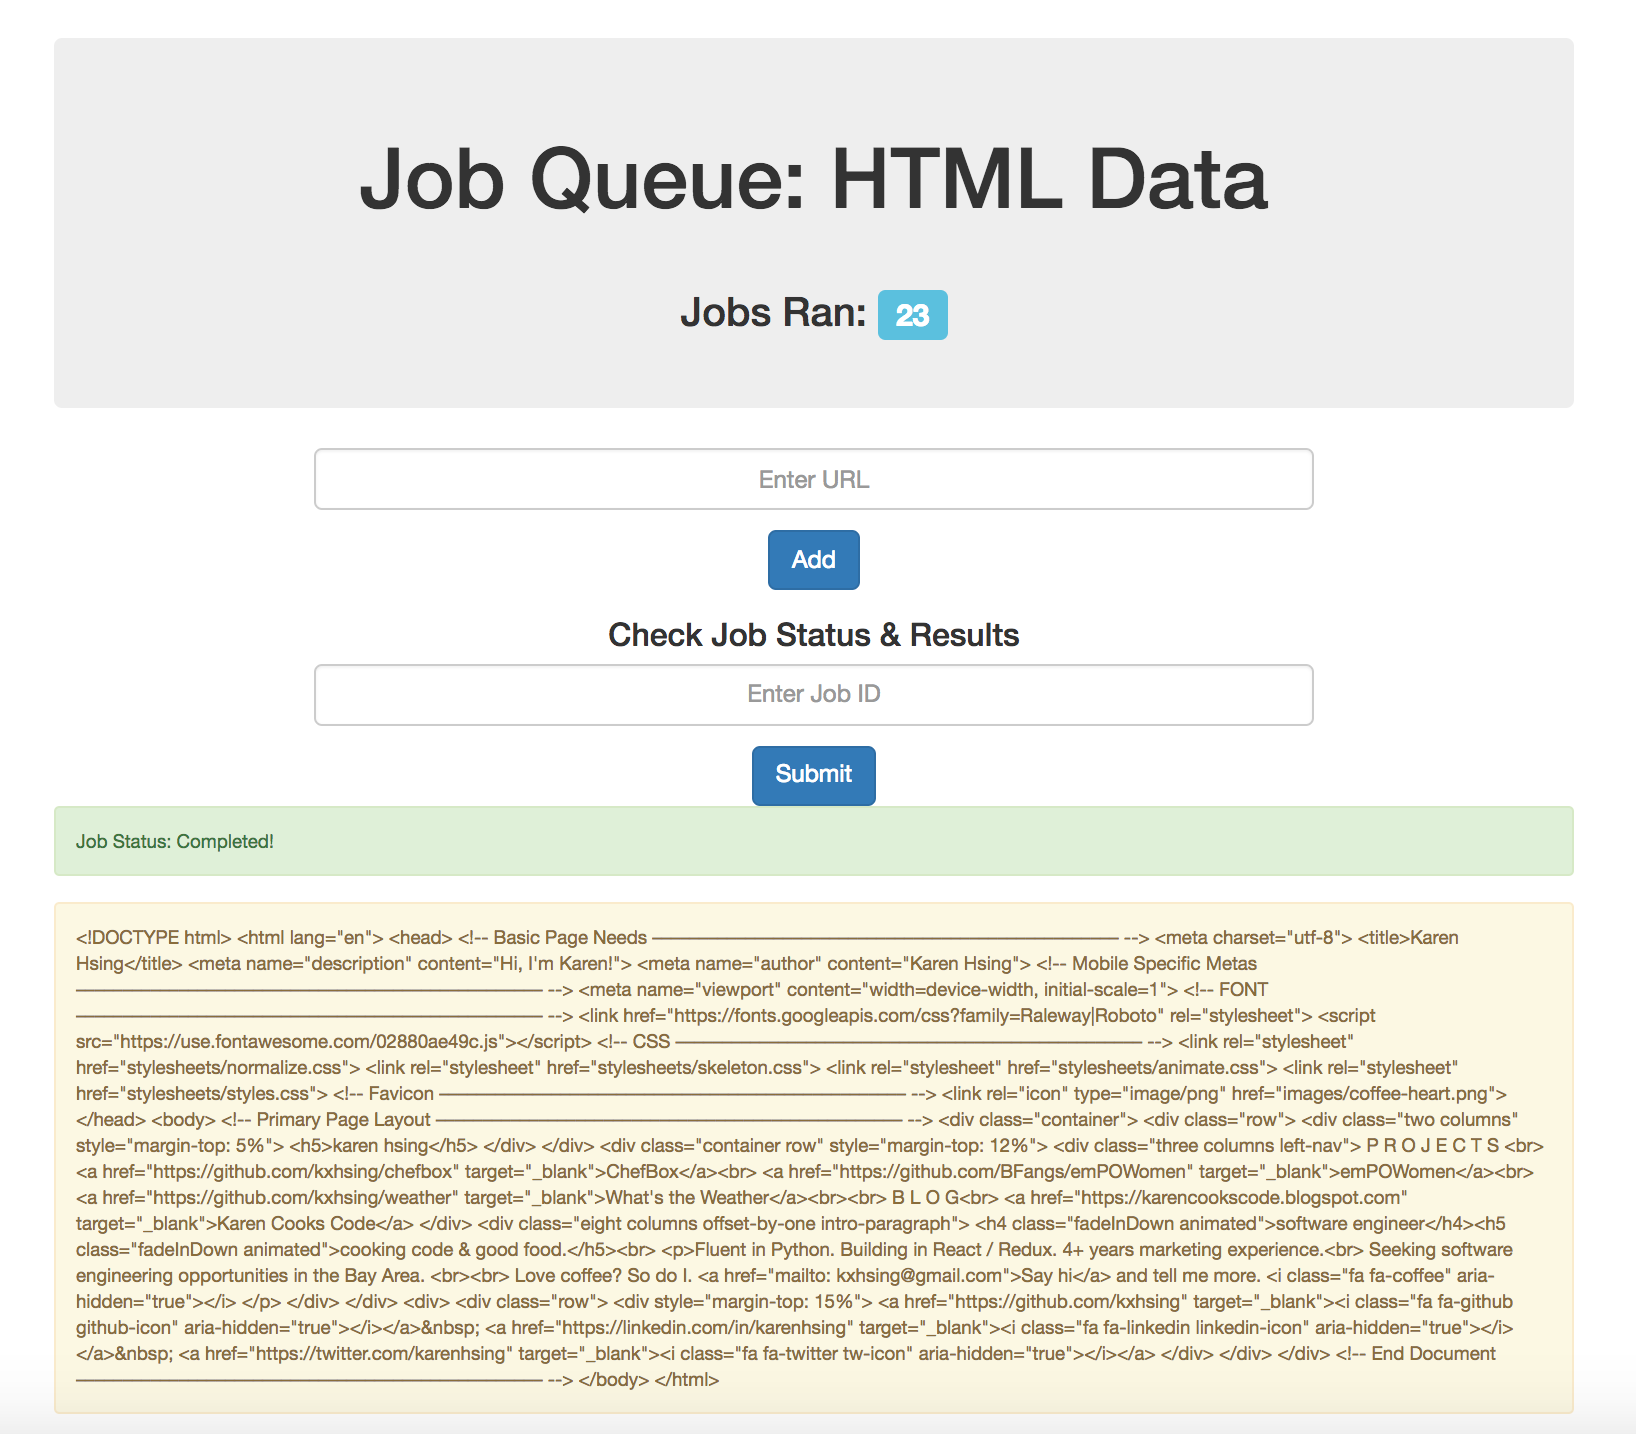 Job Queue: HTML Data
Jobs Ran: 23
Enter URL
Add
Check Job Status & Results
Enter Job ID
Submit
Job Status: Completed!
<!DOCTYPE html> <html lang="en"> <head> <!-- Basic Page Needs –––––––––––––––––––––––––––––––––––––––––––––––––– --> <meta charset="utf-8"> <title>Karen
Hsing</title> <meta name="description" content="Hi, I'm Karen!"> <meta name="author" content="Karen Hsing"> <!-- Mobile Specific Metas
–––––––––––––––––––––––––––––––––––––––––––––––––– --> <meta name="viewport" content="width=device-width, initial-scale=1"> <!-- FONT
–––––––––––––––––––––––––––––––––––––––––––––––––– --> <link href="https://fonts.googleapis.com/css?family=Raleway|Roboto" rel="stylesheet"> <script
src="https://use.fontawesome.com/02880ae49c.js"></script> <!-- CSS –––––––––––––––––––––––––––––––––––––––––––––––––– --> <link rel="stylesheet"
href="stylesheets/normalize.css"> <link rel="stylesheet" href="stylesheets/skeleton.css"> <link rel="stylesheet" href="stylesheets/animate.css"> <link rel="stylesheet"
href="stylesheets/styles.css"> <!-- Favicon –––––––––––––––––––––––––––––––––––––––––––––––––– --> <link rel="icon" type="image/png" href="images/coffee-heart.png">
</head> <body> <!-- Primary Page Layout –––––––––––––––––––––––––––––––––––––––––––––––––– --> <div class="container"> <div class="row"> <div class="two columns"
style="margin-top: 5%"> <h5>karen hsing</h5> </div> </div> <div class="container row" style="margin-top: 12%"> <div class="three columns left-nav"> P R O J E C T S <br>
<a href="https://github.com/kxhsing/chefbox" target="_blank">ChefBox</a><br> <a href="https://github.com/BFangs/emPOWomen" target="_blank">emPOWomen</a><br>
<a href="https://github.com/kxhsing/weather" target="_blank">What's the Weather</a><br><br> B L O G<br> <a href="https://karencookscode.blogspot.com"
target="_blank">Karen Cooks Code</a> </div> <div class="eight columns offset-by-one intro-paragraph"> <h4 class="fadeInDown animated">software engineer</h4><h5
class="fadeInDown animated">cooking code & good food.</h5><br> <p>Fluent in Python. Building in React / Redux. 4+ years marketing experience.<br> Seeking software
engineering opportunities in the Bay Area. <br><br> Love coffee? So do I. <a href="mailto: kxhsing@gmail.com">Say hi</a> and tell me more. <i class="fa fa-coffee" aria-
hidden="true"></i> </p> </div> </div> <div> <div class="row"> <div style="margin-top: 15%"> <a href="https://github.com/kxhsing" target="_blank"><i class="fa fa-github
github-icon" aria-hidden="true"></i></a>&nbsp; <a href="https://linkedin.com/in/karenhsing" target="_blank"><i class="fa fa-linkedin linkedin-icon" aria-hidden="true"></i>
</a>&nbsp; <a href="https://twitter.com/karenhsing" target="_blank"><i class="fa fa-twitter tw-icon" aria-hidden="true"></i></a> </div> </div> </div> <!-- End Document
–––––––––––––––––––––––––––––––––––––––––––––––––– --> </body> </html>